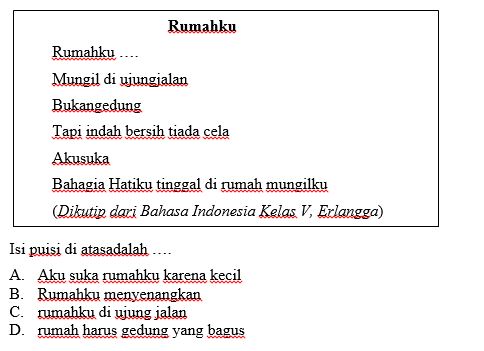 Rumahku
Rumahku ….
Mungil di ujungjalan
Bukangedung
Tapi indah bersih tiada cela
Akusuka
Bahagia Hatiku tinggal di rumah mungilku
(Dikutip dari Bahasa Indonesia Kelas V, Erlangga)
Isi puisi di atasadalah ….
A. Aku suka rumahku karena kecil
B. Rumahku menyenangkan
C. rumahku di ujung jalan
D. rumah harus gedung yang bagus